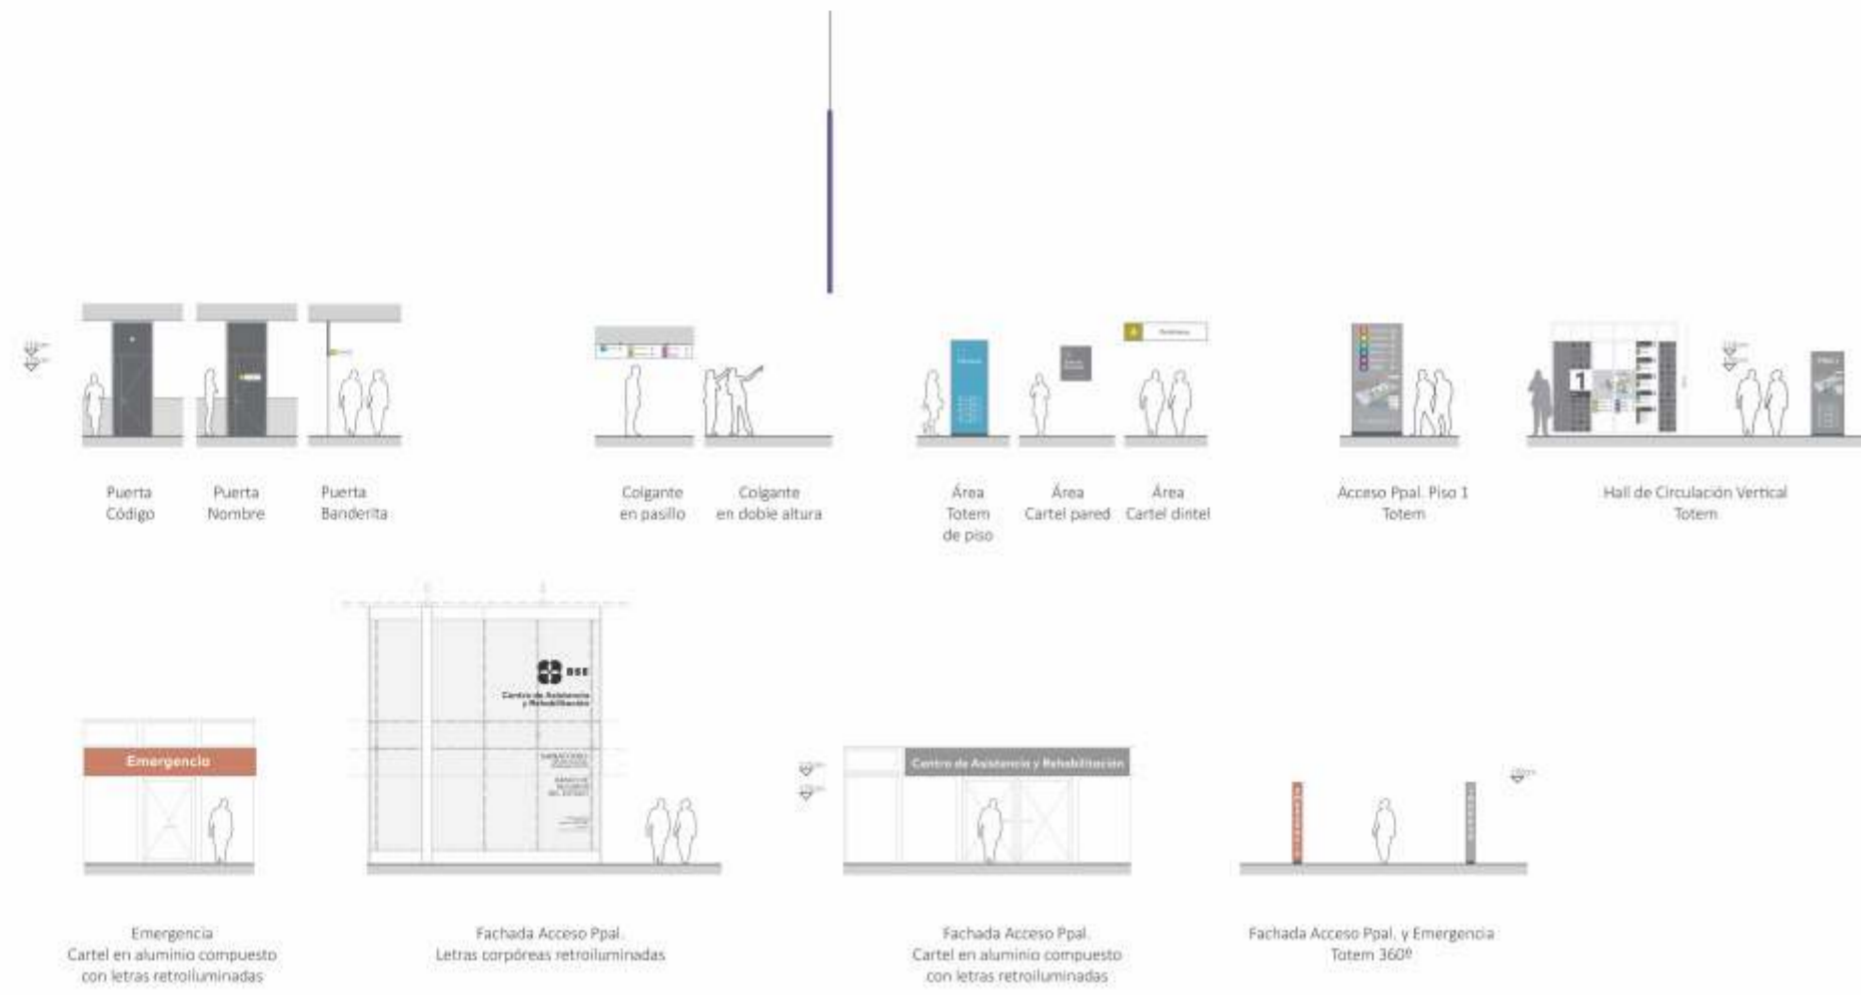 1
Puerta
Código
Puerta
Nombre
Puerta
Banderita
Colgante
en pasillo
Colgante
en doble altura
Área
Totem
de piso
Área
Cartel pared
Área
Cartel dintel
Acceso Ppal. Piso 1
Totem
Hall de Circulación Vertical
Totem
BSE
Centro de Asistencia
y Rehabilitación
Emergencia
Centro de Asistencia y Rehabilitación
Emergencia
Cartel en aluminio compuesto
con letras retroiluminadas
Fachada Acceso Ppal.
Letras corpóreas retroiluminadas
Fachada Acceso Ppal.
Cartel en aluminio compuesto
con letras retroiluminadas
Fachada Acceso Ppal. y Emergencia
Totem 360º